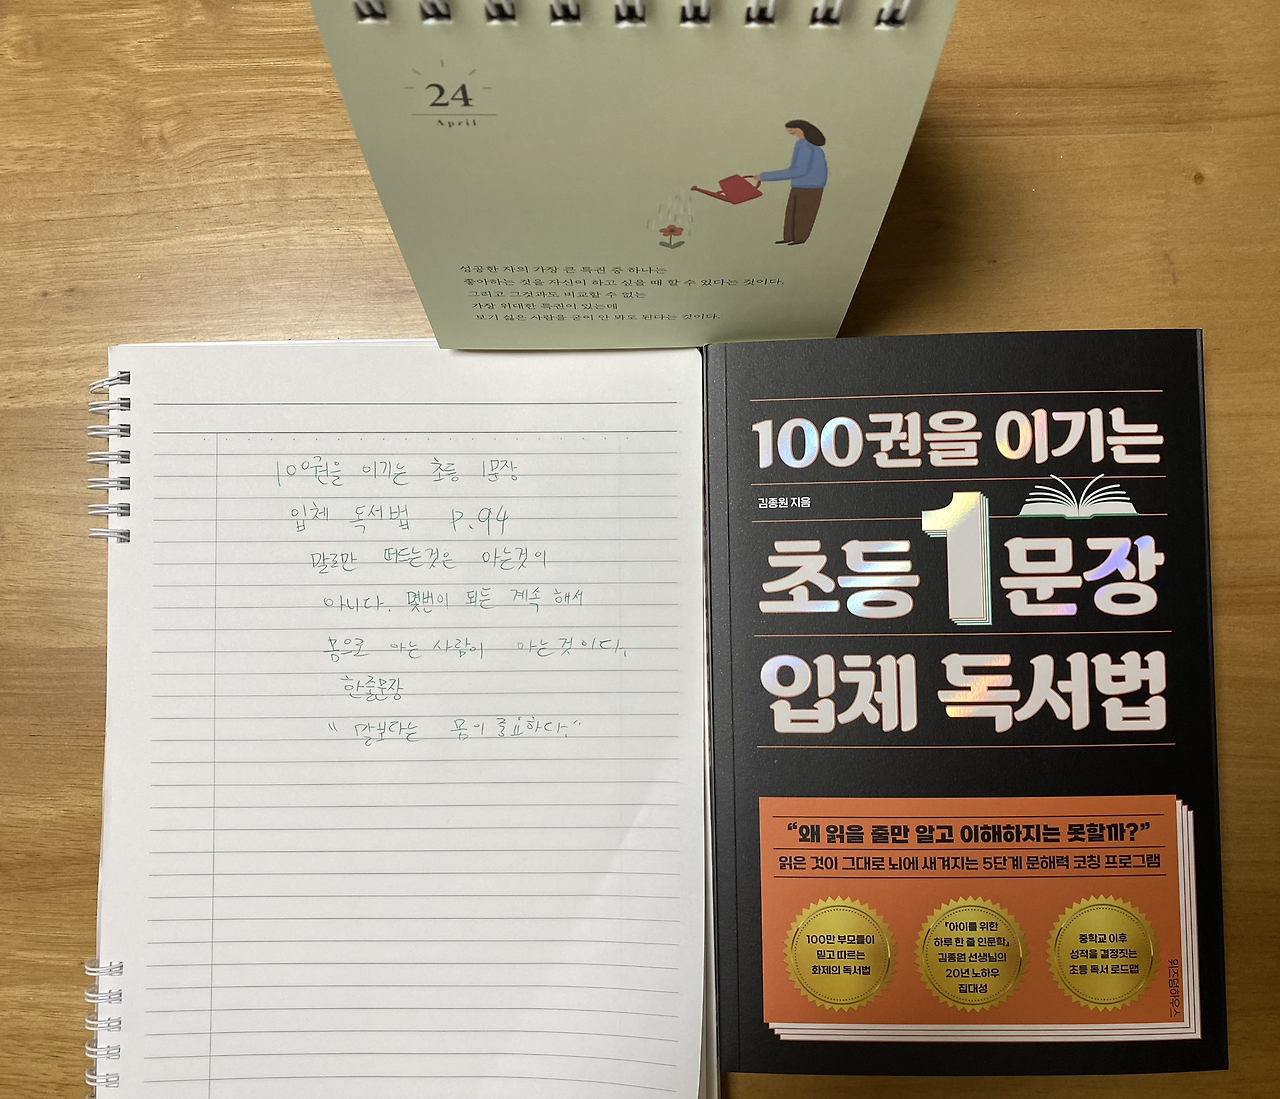 24
April
성공한 자의 가장 큰 특권 중 하나는
좋아하는 것을 자신이 하고 싶을 때 할 수 있다는 것이다.
그리고 그것과도 비교할 수 없는
가장 위대한 특권이 있는데
보기 싫은 사람을 굳이 안 봐도 된다는 것이다.
100권을 이기는 초등 1문장
입체 독서법 P.94
말로만 떠드는것은 아는것이
아니다. 몇번이 되든 계속 해서
몸으로 아는 사람이 아는것이다.
한줄문장
"말보다는 몸이 중요하다."
100권을 이기는
김종원 지음
초등 1 문장
입체 독서법
“왜 읽을 줄만 알고 이해하지는 못할까?”
읽은 것이 그대로 뇌에 새겨지는 5단계 문해력 코칭 프로그램
100만 부모들이
믿고 따르는
화제의 독서법
『아이를 위한
하루 한 줄 인문학』
김종원 선생님의
20년 노하우
집대성
중학교 이후
성적을 결정짓는
초등 독서 로드맵
위즈덤하우스